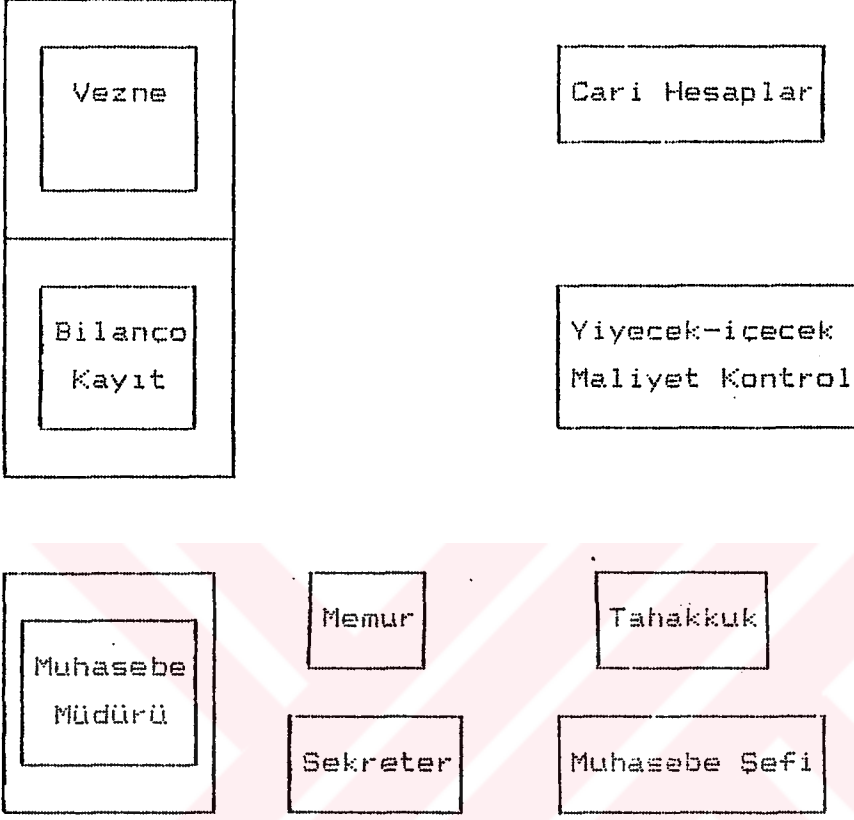 Vezne
Cari Hesaplar
Bilanço
Kayıt
Yiyecek-içecek
Maliyet Kontrol
Memur
Tahakkuk
Muhasebe
Müdürü
Sekreter
Muhasebe Şefi